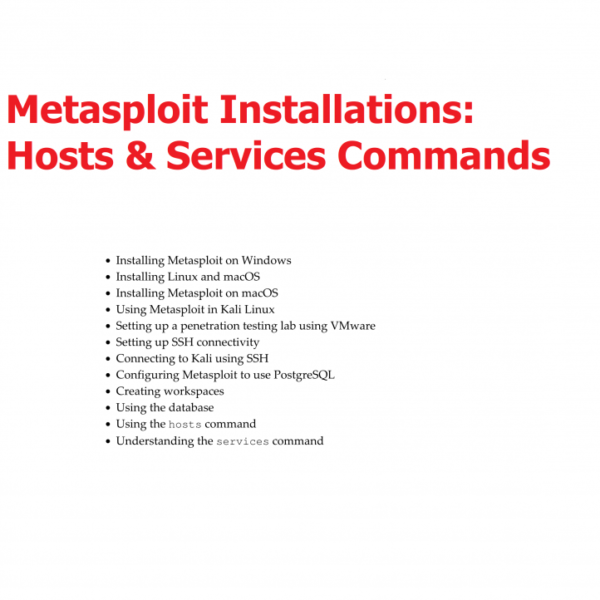 Metasploit Installations:
Hosts & Services Commands
• Installing Metasploit on Windows
• Installing Linux and macOS
• Installing Metasploit on macOS
• Using Metasploit in Kali Linux
• Setting up a penetration testing lab using VMware
• Setting up SSH connectivity
• Connecting to Kali using SSH
• Configuring Metasploit to use PostgreSQL
• Creating workspaces
• Using the database
• Using the hosts command
• Understanding the services command